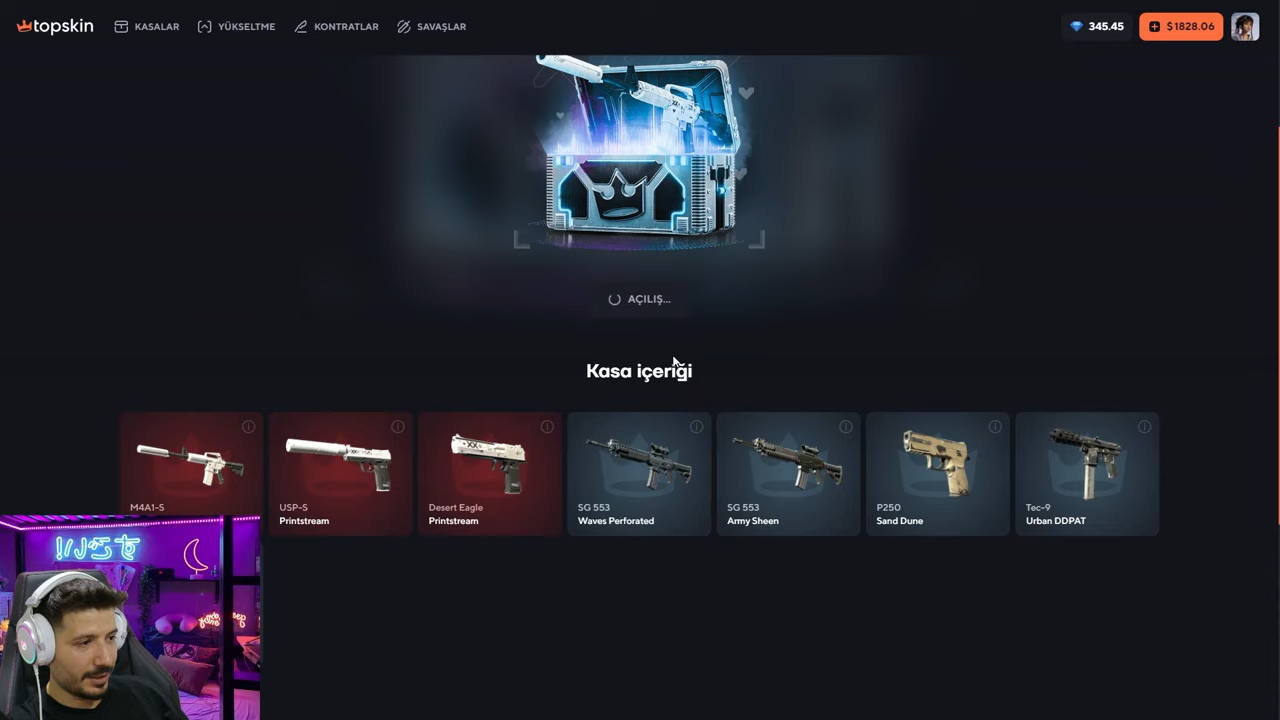 topskin
KASALAR
YÜKSELTME
KONTRATLAR
SAVAŞLAR
345.45
$1828.06
AÇILIŞ...
Kasa içeriği
M4A1-S
USP-S
Printstream
Desert Eagle
Printstream
SG 553
Waves Perforated
SG 553
Army Sheen
P250
Sand Dune
Tec-9
Urban DDPAT